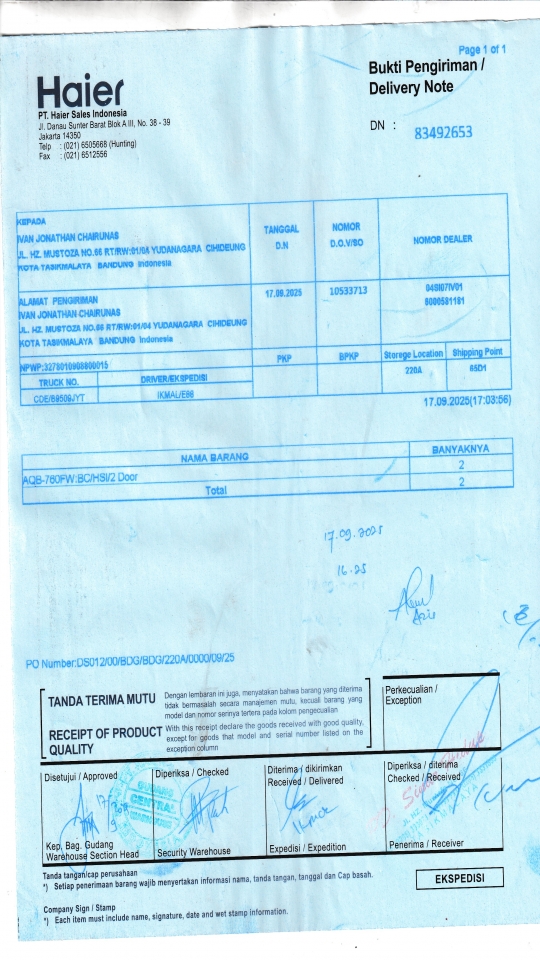 Page 1 of 1
Haier
Bukti Pengiriman /
Delivery Note
PT. Haier Sales Indonesia
Jl. Danau Sunter Barat Blok A III, No. 38 - 39
Jakarta 14350
Telp : (021) 6505668 (Hunting)
Fax : (021) 6512556
DN : 83492653
KEPADA
IVAN JONATHAN CHAIRUNAS
JL. HZ. MUSTOZA NO.66 RT/RW:01/04 YUDANAGARA CIHIDEUNG
KOTA TASIKMALAYA BANDUNG Indonesia
TANGGAL
D.N
NOMOR
D.O.V/SO
NOMOR DEALER
ALAMAT PENGIRIMAN
IVAN JONATHAN CHAIRUNAS
JL. HZ. MUSTOZA NO.66 RT/RW:01/04 YUDANAGARA CIHIDEUNG
KOTA TASIKMALAYA BANDUNG Indonesia
17.09.2025
10533713
04SI07IV01
8000581181
NPWP:3278010908800015
PKP
BPKP
Storege Location
Shipping Point
TRUCK NO.
DRIVER/EKSPEDISI
220A
65D1
IKMAL/E86
17.09.2025(17:03:56)
NAMA BARANG
BANYAKNYA
AQB-760FW:BC/HSI/2 Door
2
Total
2
17.09.2025
16.25
PO Number:DS012/00/BDG/BDG/220A/0000/09/25
TANDA TERIMA MUTU
Dengan lembaran ini juga, menyatakan bahwa barang yang diterima
tidak bermasalah secara manajemen mutu, kecuali barang yang
model dan nomor serinya tertera pada kolom pengecualian
RECEIPT OF PRODUCT
QUALITY
With this receipt declare the goods received with good quality,
except for goods that model and serial number listed on the
exception column
Perkecualian /
Exception
Disetujui / Approved
Diperiksa / Checked
Diterima / dikirimkan
Received / Delivered
Diperiksa / diterima
Checked / Received
GUDANG
CENTRAL
Kep. Bag. Gudang
Warehouse Section Head
Security Warehouse
Expedisi / Expedition
Penerima / Receiver
Tanda tangan/cap perusahaan
*) Setiap penerimaan barang wajib menyertakan informasi nama, tanda tangan, tanggal dan Cap basah.
EKSPEDISI
Company Sign / Stamp
*) Each item must include name, signature, date and wet stamp information.